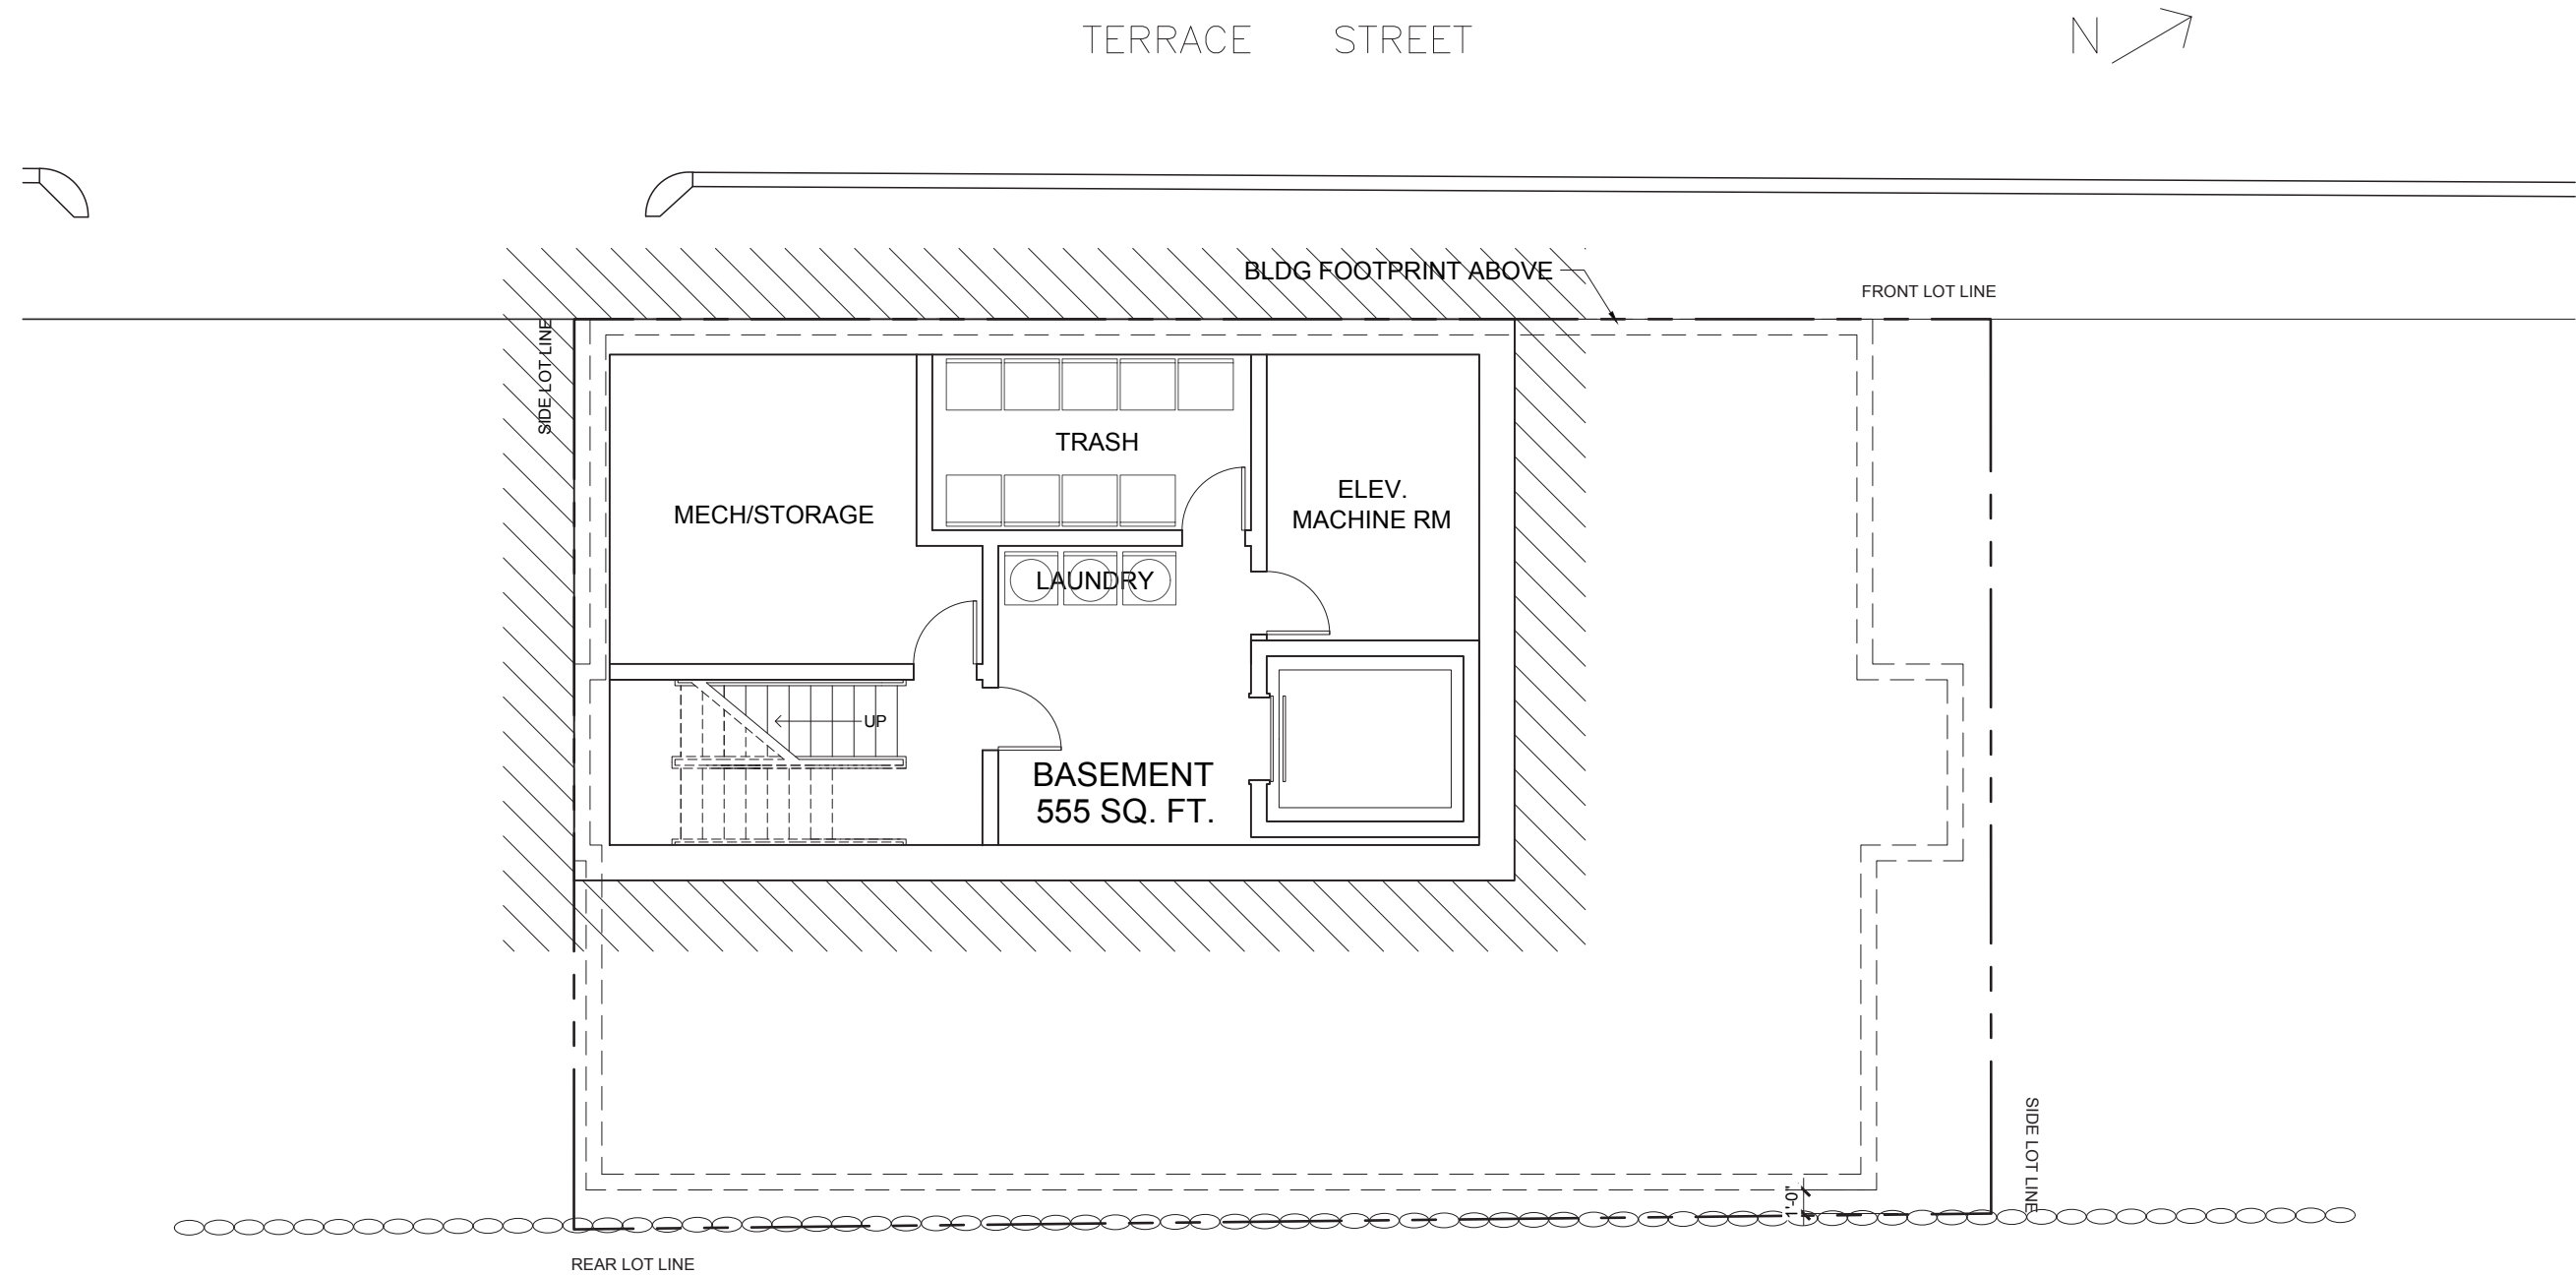 TERRACE STREET
N
BLDG FOOTPRINT ABOVE
FRONT LOT LINE
SIDE LOT LINE
TRASH
ELEV.
MACHINE RM
MECH/STORAGE
LAUNDRY
UP
BASEMENT
555 SQ. FT.
SIDE LOT LINE
1'-0"
REAR LOT LINE